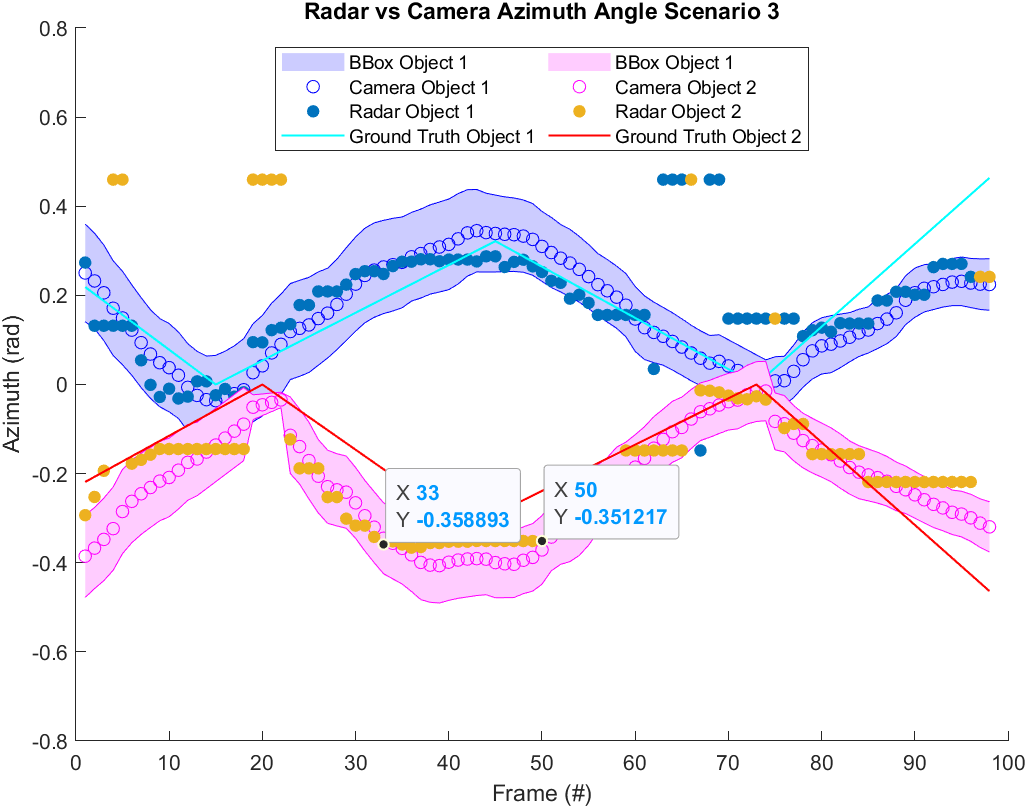 Radar vs Camera Azimuth Angle Scenario 3
BBox Object 1
BBox Object 1
Camera Object 1
Camera Object 2
Radar Object 1
Radar Object 2
Ground Truth Object 1
Ground Truth Object 2
0.8
0.6
0.4
0.2
0
-0.2
-0.4
-0.6
-0.8
Azimuth (rad)
X 33
Y -0.358893
X 50
Y -0.351217
0 10 20 30 40 50 60 70 80 90 100
Frame (#)